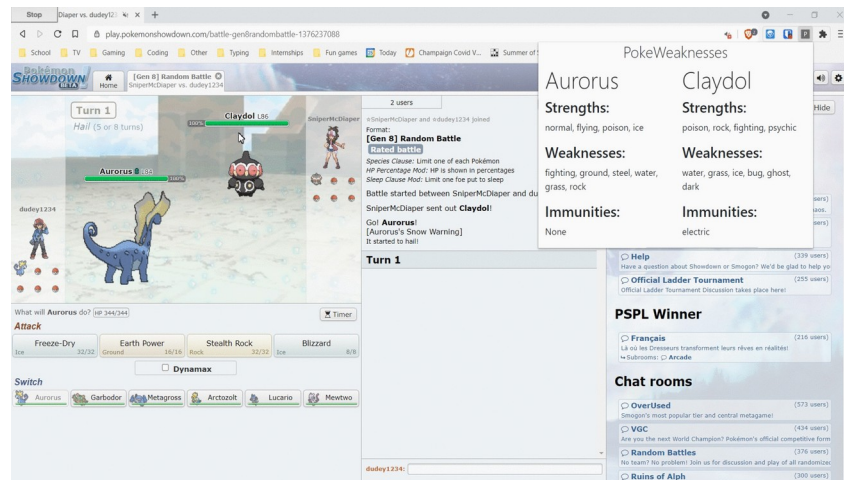 Stop
Diaper vs. dudey123
play.pokemonshowdown.com/battle-gen8randombattle-1376237088
School TV Gaming Coding Other Typing Internships Fun games Today Champaign Covid V... Summer of
Pokémon
SHOWDOWN
BETA
Home
[Gen 8] Random Battle
SniperMcDiaper vs. dudey1234
Hide
PokeWeaknesses
Aurorus
Strengths:
normal, flying, poison, ice
Weaknesses:
fighting, ground, steel, water,
grass, rock
Immunities:
None
Claydol
Strengths:
poison, rock, fighting, psychic
Weaknesses:
water, grass, ice, bug, ghost,
dark
Immunities:
electric
Turn 1
Hail (5 or 8 turns)
Claydol L86
100%
SniperMcDiaper
Aurorus L84
100%
dudey1234
2 users
SniperMcDiaper and dudey1234 joined
Format:
[Gen 8] Random Battle
Rated battle
Species Clause: Limit one of each Pokémon
HP Percentage Mod: HP is shown in percentages
Sleep Clause Mod: Limit one foe put to sleep
Battle started between SniperMcDiaper and du
SniperMcDiaper sent out Claydol!
Go! Aurorus!
[Aurorus's Snow Warning]
It started to hail!
Turn 1
What will Aurorus do? HP 344/344
Timer
Attack
Freeze-Dry
Ice 32/32
Earth Power
Ground 16/16
Stealth Rock
Rock 32/32
Blizzard
Ice 8/8
Dynamax
Switch
Aurorus Garbodor Metagross Arctozolt Lucario Mewtwo
dudey1234:
users)
users)
Help (339 users)
Have a question about Showdown or Smogon? We'd be glad to help yo
Official Ladder Tournament (255 users)
Official Ladder Tournament Discussion takes place here!
PSPL Winner
Français (216 users)
Là où les Dresseurs transforment leurs rêves en réalités!
Subrooms: Arcade
Chat rooms
OverUsed (573 users)
Smogon's most popular tier and central metagame!
VGC (434 users)
Are you the next World Champion? Pokémon's official competitive form
Random Battles (376 users)
No team? No problem! Join us for discussion and play of all randomize
Ruins of Alph (300 users)